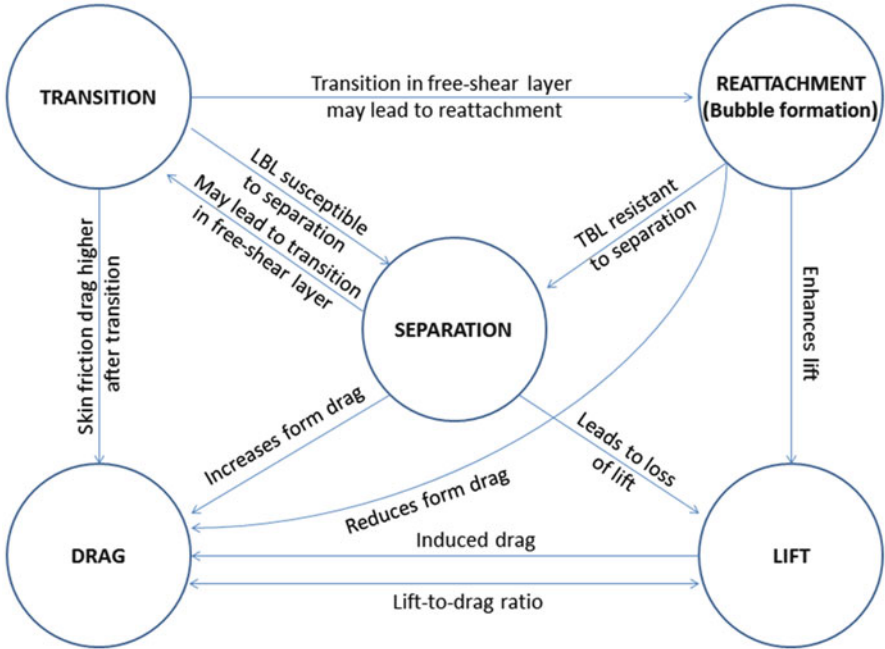 TRANSITION
Transition in free-shear layer
may lead to reattachment
REATTACHMENT
(Bubble formation)
LBL susceptible
to separation
May lead to transition
in free-shear layer
TBL resistant
to separation
Skin friction drag higher
after transition
SEPARATION
Enhances lift
Increases form drag
Leads to loss
of lift
Reduces form drag
DRAG
Induced drag
LIFT
Lift-to-drag ratio